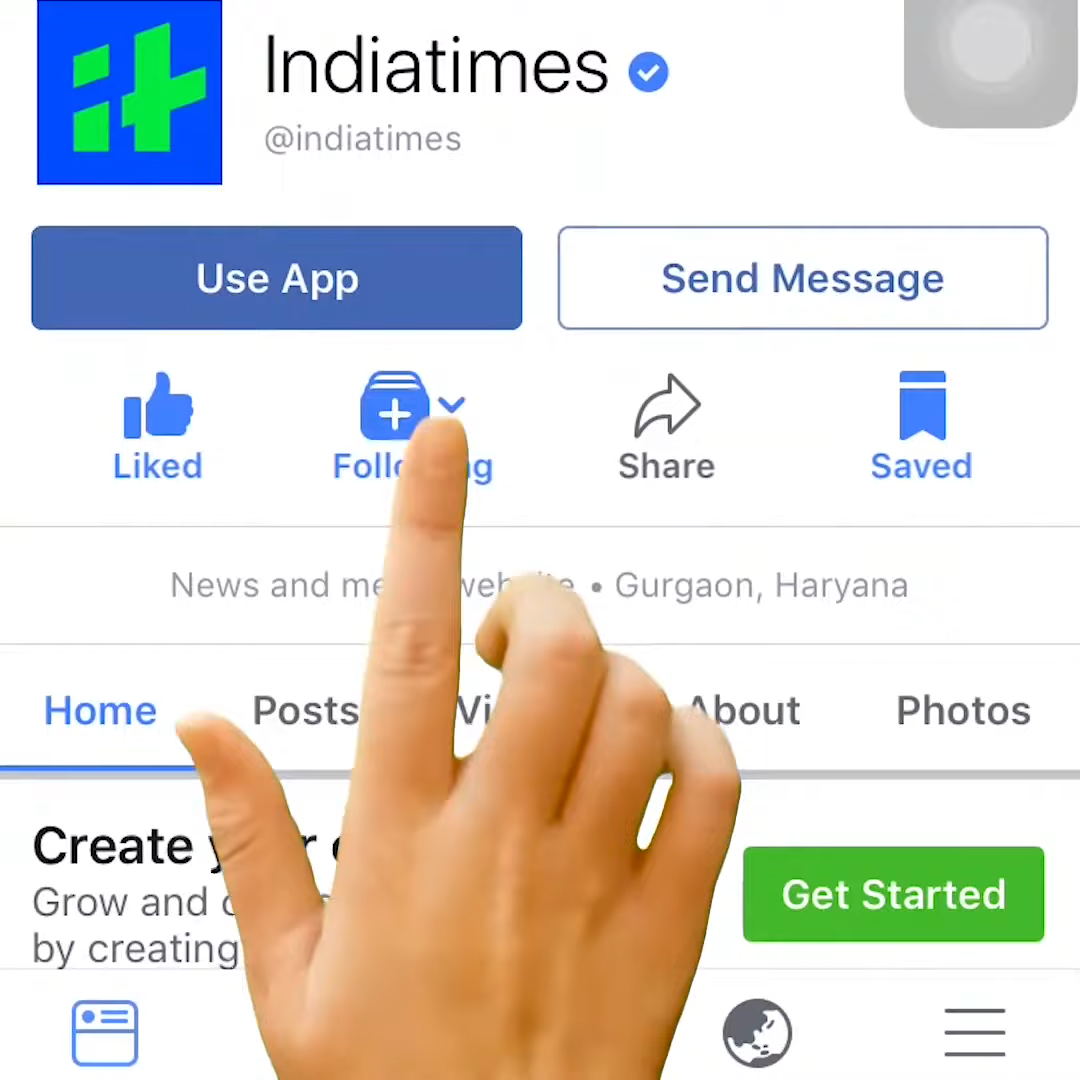 it
Indiatimes
@indiatimes
Use App
Send Message
Liked
Share
Saved
News and • Gurgaon, Haryana
Home
Posts
About
Photos
Create
Grow and
by creating
Get Started